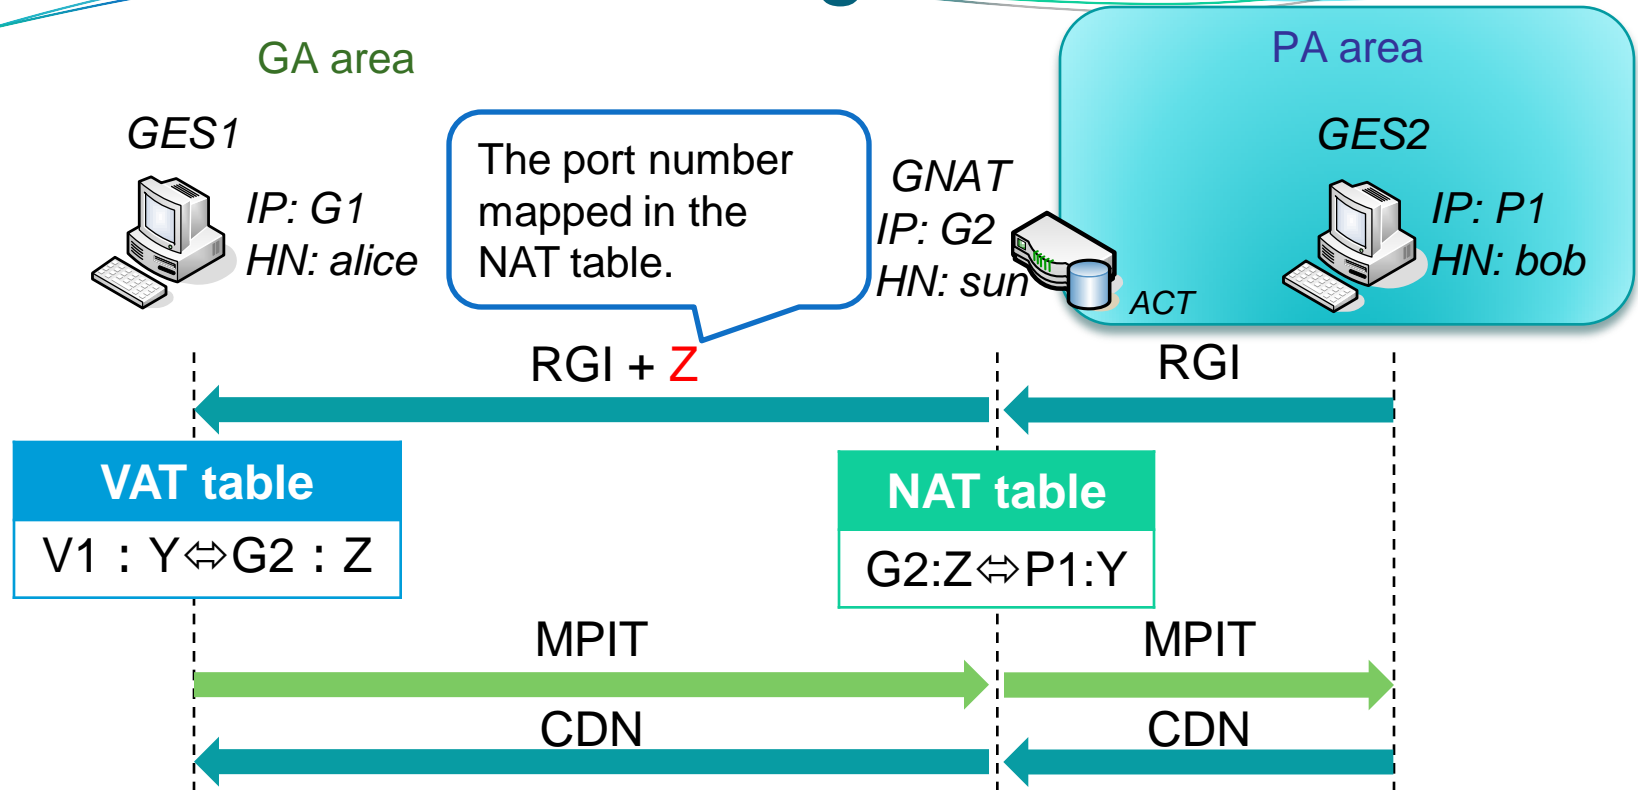 GA area
PA area
GES1
IP: G1
HN: alice
The port number
mapped in the
NAT table.
GNAT
IP: G2
HN: sun
ACT
GES2
IP: P1
HN: bob
RGI + Z
RGI
VAT table
V1 : Y⇔G2 : Z
NAT table
G2:Z⇔P1:Y
MPIT
MPIT
CDN
CDN